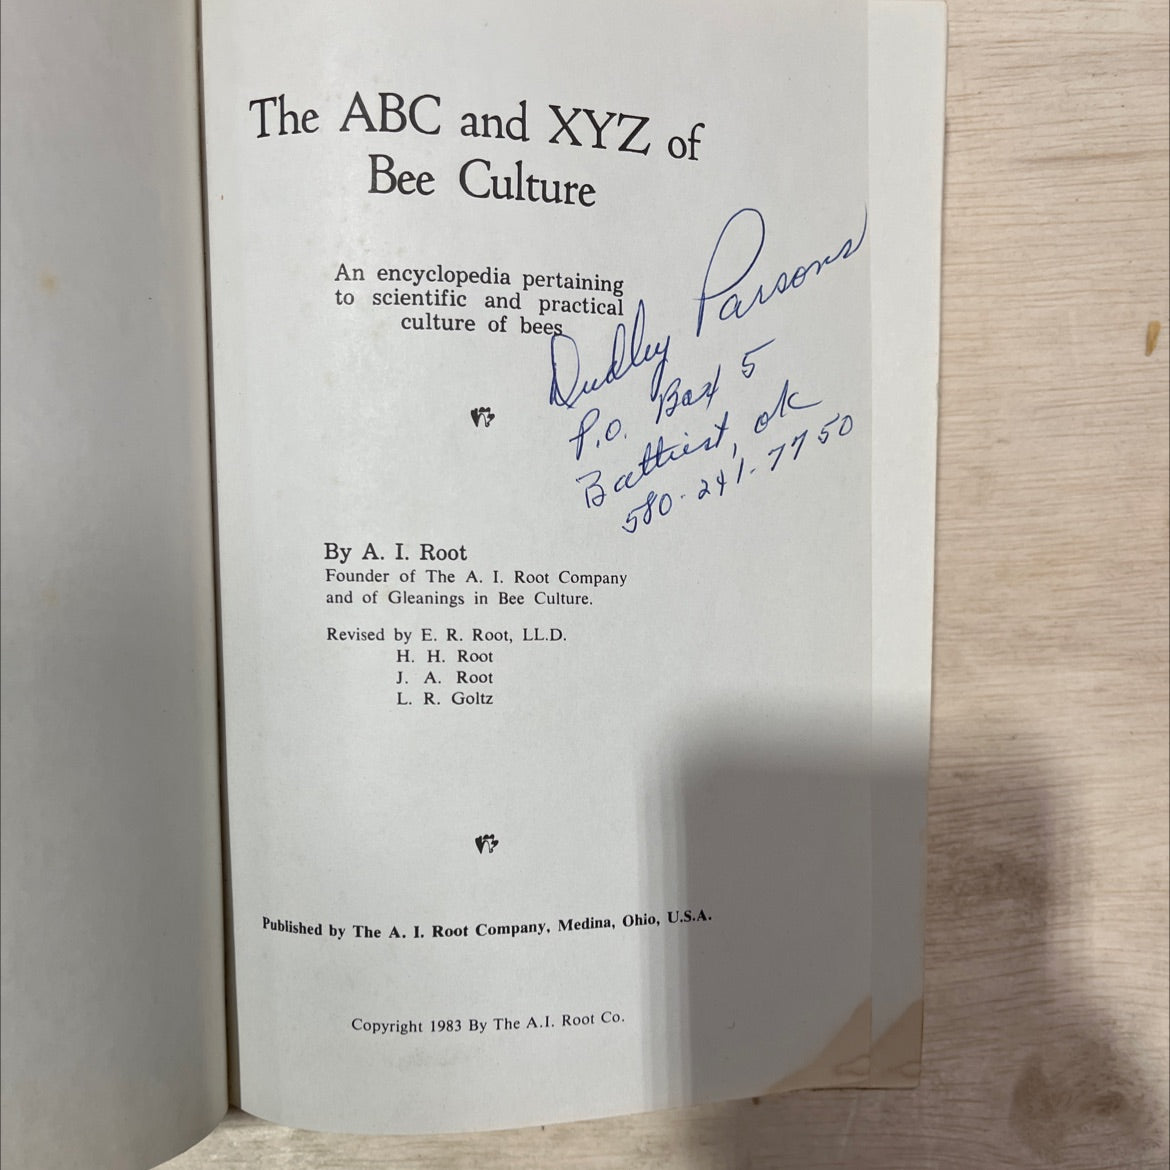 The ABC and XYZ of
Bee Culture
An encyclopedia pertaining
to scientific and practical
culture of bees
Dudley Parsons
P.O. Box 5
Battiest, ok
580-241-7750
By A. I. Root
Founder of The A. I. Root Company
and of Gleanings in Bee Culture.
Revised by E. R. Root, LL.D.
H. H. Root
J. A. Root
L. R. Goltz
Published by The A. I. Root Company, Medina, Ohio, U.S.A.
Copyright 1983 By The A.I. Root Co.